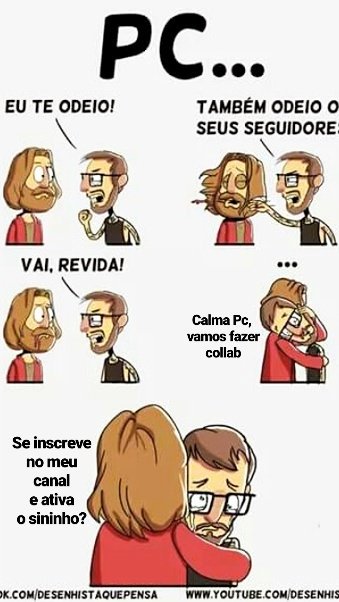 PC...
EU TE ODEIO!
TAMBÉM ODEIO O
SEUS SEGUIDORES
VAI, REVIDA!
...
Calma Pc,
vamos fazer
collab
Se inscreve
no meu
canal
e ativa
o sininho?
OK.COM/DESENHISTAQUEPENSA
WWW.YOUTUBE.COM/DESENHIS